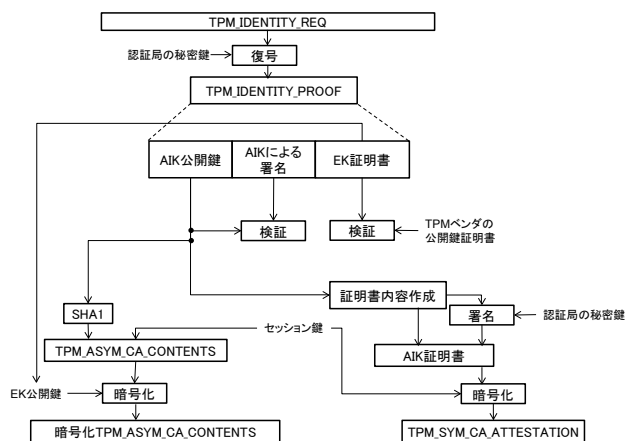 TPM_IDENTITY_REQ
認証局の秘密鍵
復号
TPM_IDENTITY_PROOF
AIK公開鍵
AIKによる
署名
EK証明書
検証
検証
TPMベンダの
公開鍵証明書
証明書内容作成
SHA1
セッション鍵
署名
認証局の秘密鍵
TPM_ASYM_CA_CONTENTS
AIK証明書
EK公開鍵
暗号化
暗号化
暗号化TPM_ASYM_CA_CONTENTS
TPM_SYM_CA_ATTESTATION